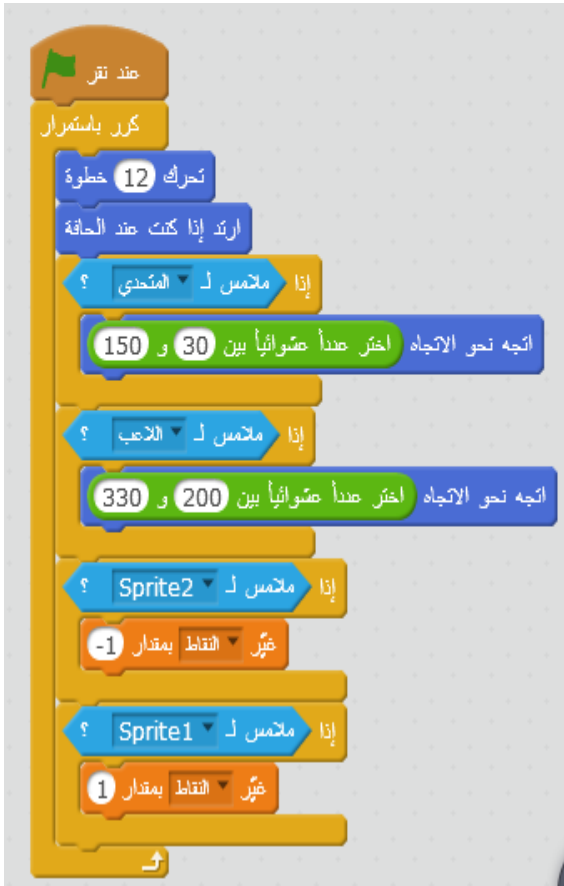 عند نقر
كرر باستمرار
تحرك 12 خطوة
ارتد إذا كنت عند الحافة
إذا ملامس لـ المتحدي ؟
اتجه نحو الاتجاه اختر عدداً عشوائياً بين 30 و 150
إذا ملامس لـ اللاعب ؟
اتجه نحو الاتجاه اختر عدداً عشوائياً بين 200 و 330
إذا ملامس لـ Sprite2 ؟
غيّر النقاط بمقدار -1
إذا ملامس لـ Sprite1 ؟
غيّر النقاط بمقدار 1